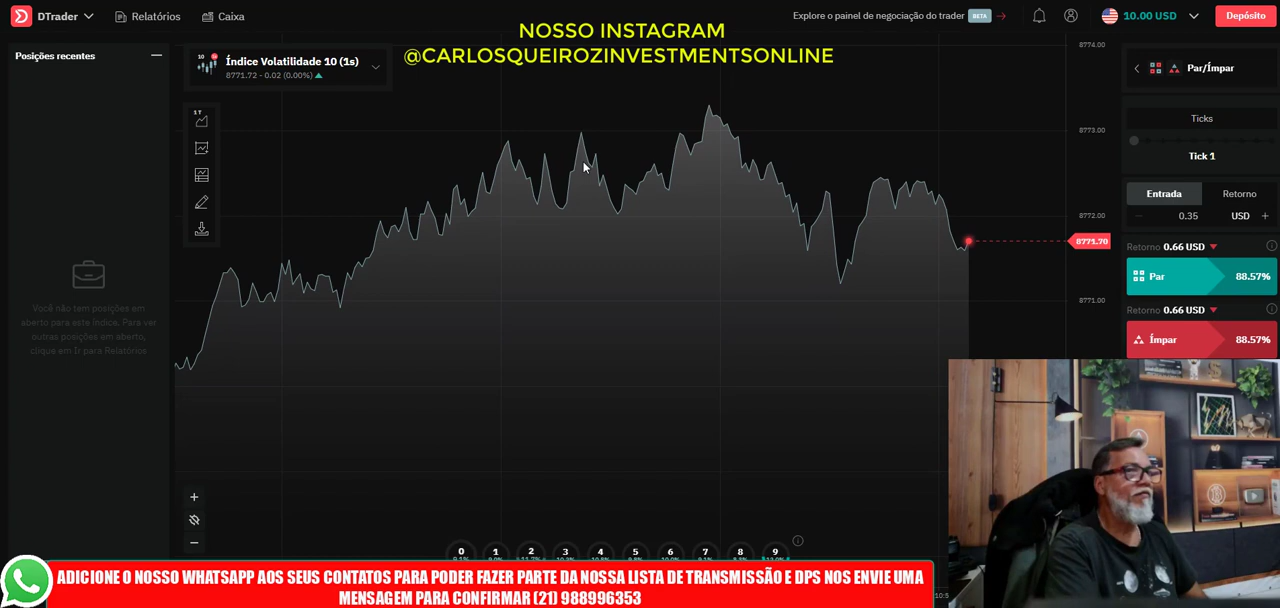 DTrader
Relatórios
Caixa
NOSSO INSTAGRAM
@CARLOSQUEIROZINVESTMENTSONLINE
Explore o painel de negociação do trader BETA
10.00 USD
Depósito
Posições recentes
Índice Volatilidade 10 (1s)
8771.72 - 0.02 (0.00%)
1 T
Você não tem posições em
aberto para este índice. Para ver
outras posições em aberto,
clique em Ir para Relatórios
8774.00
8773.00
8772.00
8771.70
8771.00
Par/Ímpar
Ticks
Tick 1
Entrada Retorno
0.35 USD
Retorno 0.66 USD
Par 88.57%
Retorno 0.66 USD
Ímpar 88.57%
0 1 2 3 4 5 6 7 8 9
ADICIONE O NOSSO WHATSAPP AOS SEUS CONTATOS PARA PODER FAZER PARTE DA NOSSA LISTA DE TRANSMISSÃO E DPS NOS ENVIE UMA
MENSAGEM PARA CONFIRMAR (21) 988996353